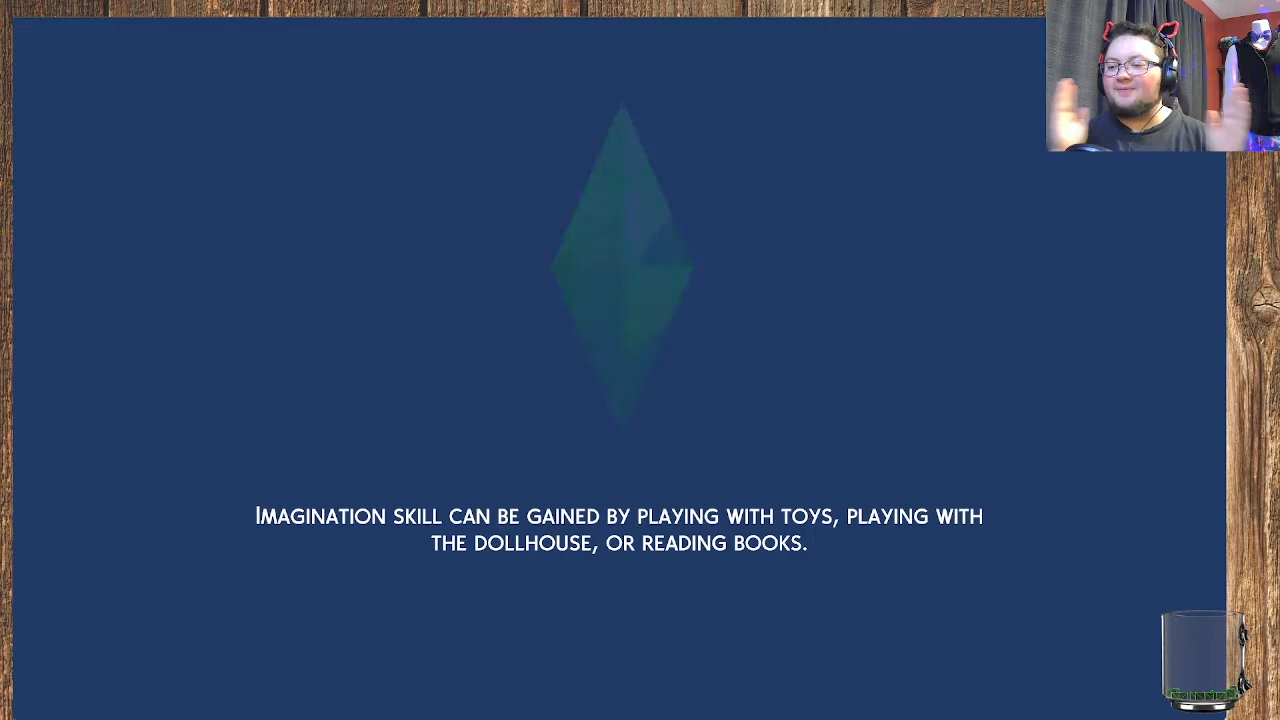 IMAGINATION SKILL CAN BE GAINED BY PLAYING WITH TOYS, PLAYING WITH
THE DOLLHOUSE, OR READING BOOKS.